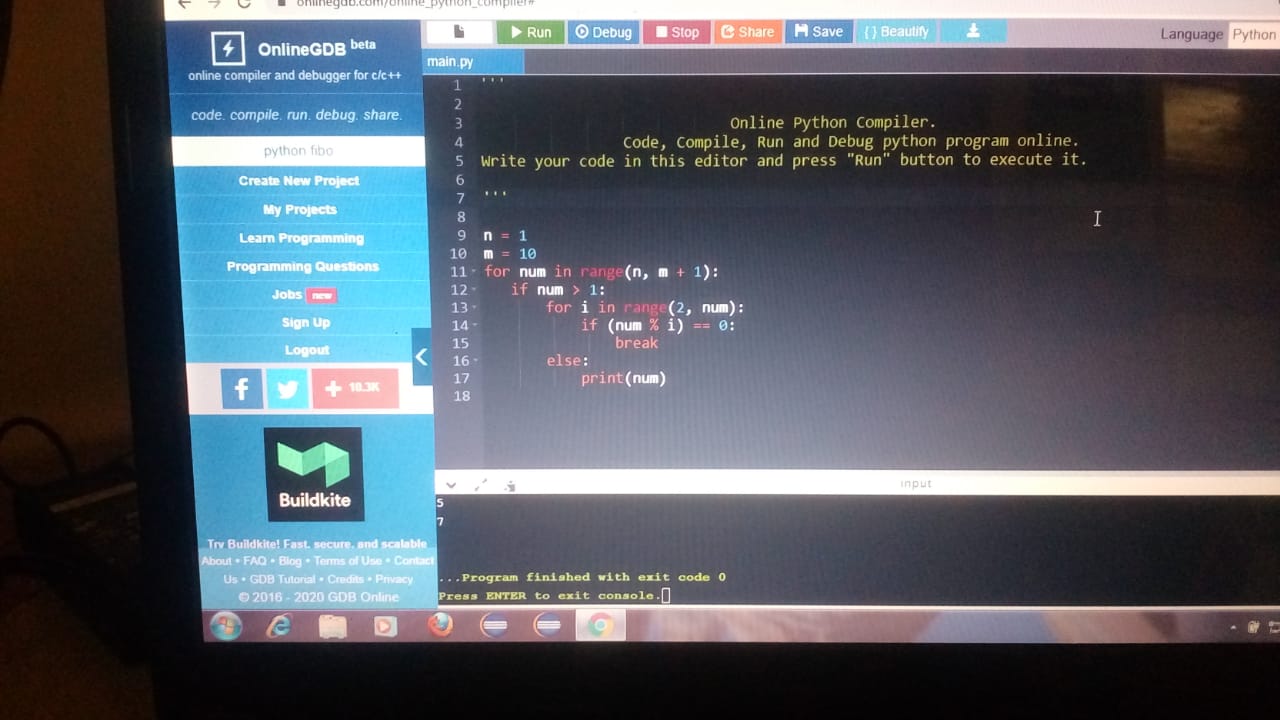 onlinegdb.com/online_python_compiler#
OnlineGDB beta
online compiler and debugger for c/c++
code. compile. run. debug. share.
python fibo
Create New Project
My Projects
Learn Programming
Programming Questions
Jobs new
Sign Up
Logout
f
+ 18.3K
Buildkite
Try Buildkite! Fast, secure, and scalable
About • FAQ • Blog • Terms of Use • Contact
Us • GDB Tutorial • Credits • Privacy
© 2016 - 2020 GDB Online
Run Debug Stop Share Save { } Beautify Language Python
main.py
1 '''
2
3 Online Python Compiler.
4 Code, Compile, Run and Debug python program online.
5 Write your code in this editor and press "Run" button to execute it.
6
7 '''
8
9 n = 1
10 m = 10
11 for num in range(n, m + 1):
12 if num > 1:
13 for i in range(2, num):
14 if (num % i) == 0:
15 break
16 else:
17 print(num)
18
input
5
7
...Program finished with exit code 0
Press ENTER to exit console.